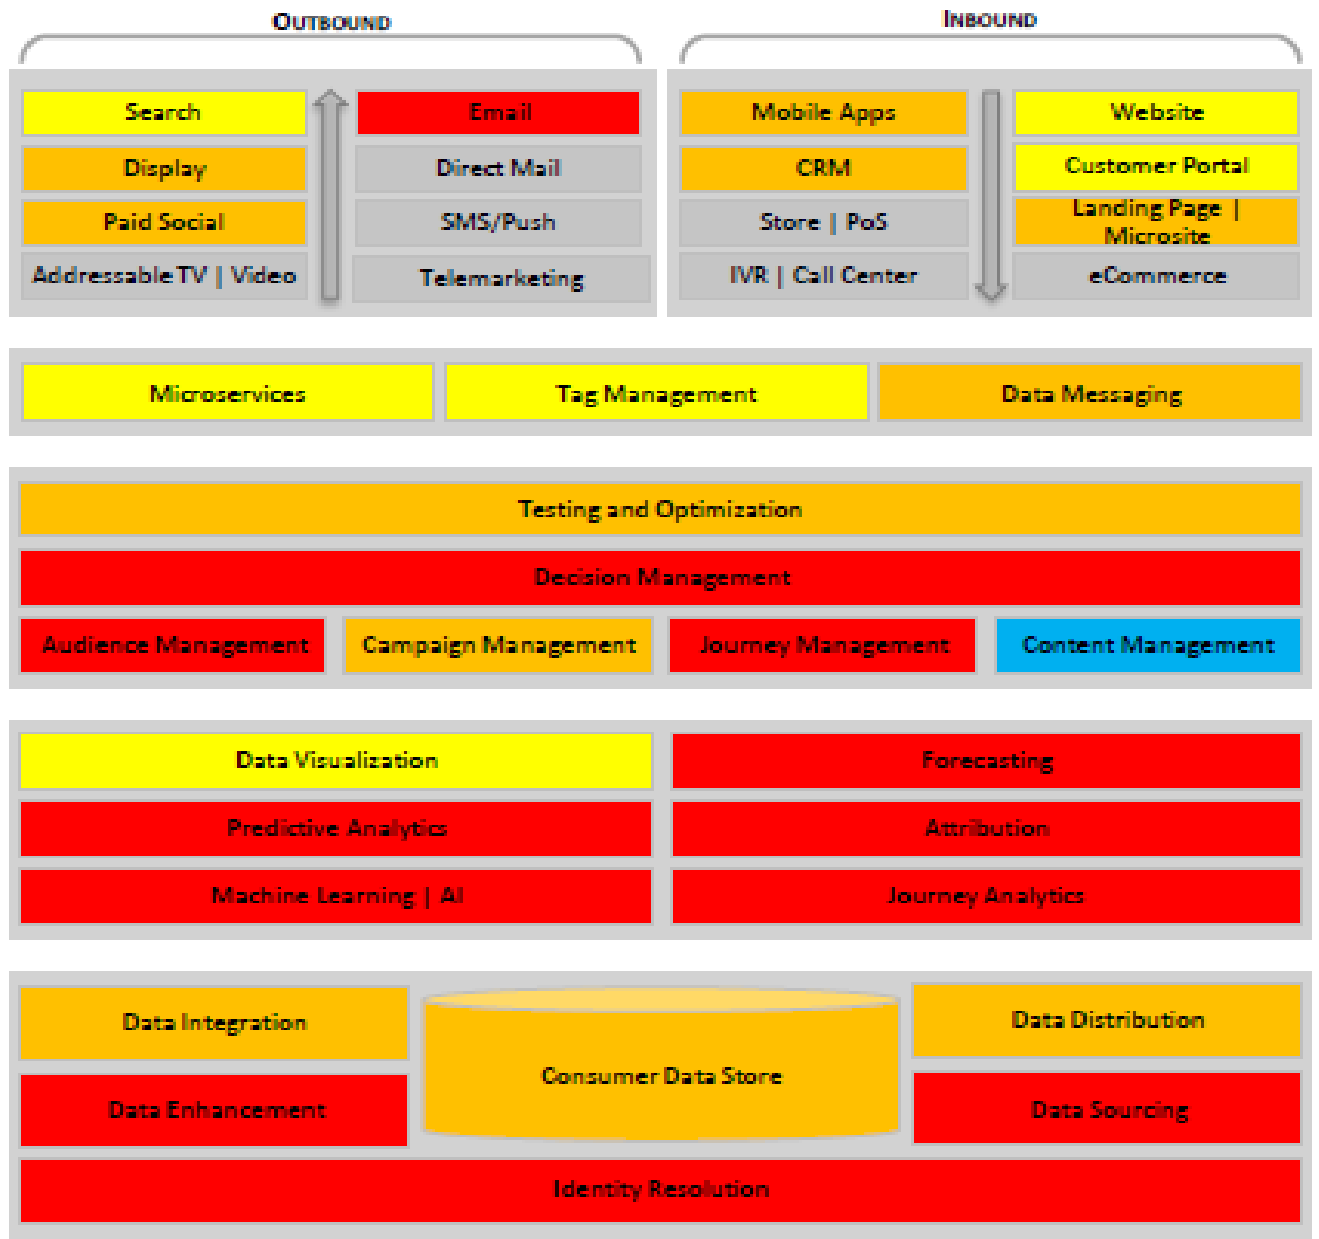 OUTBOUND
INBOUND
Search
Email
Display
Direct Mail
Paid Social
SMS/Push
Addressable TV | Video
Telemarketing
Mobile Apps
Website
CRM
Customer Portal
Store | PoS
Landing Page |
Microsite
IVR | Call Center
eCommerce
Microservices
Tag Management
Data Messaging
Testing and Optimization
Decision Management
Audience Management
Campaign Management
Journey Management
Content Management
Data Visualization
Forecasting
Predictive Analytics
Attribution
Machine Learning | AI
Journey Analytics
Data Integration
Consumer Data Store
Data Distribution
Data Enhancement
Data Sourcing
Identity Resolution